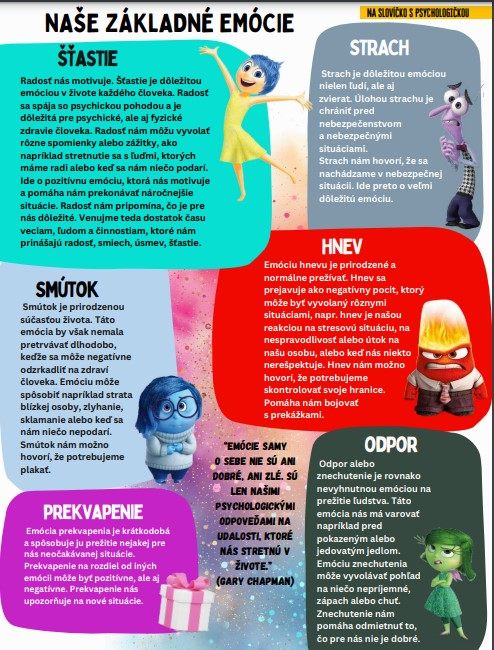 NAŠE ZÁKLADNÉ EMÓCIE
NA SLOVÍČKO S PSYCHOLOGIČKOU
ŠŤASTIE
Radosť nás motivuje. Šťastie je dôležitou
emóciou v živote každého človeka. Radosť
sa spája so psychickou pohodou a je
dôležitá pre psychické, ale aj fyzické
zdravie človeka. Radosť nám môžu vyvolať
rôzne spomienky alebo zážitky, ako
napríklad stretnutie sa s ľuďmi, ktorých
máme radi alebo keď sa nám niečo podarí.
Ide o pozitívnu emóciu, ktorá nás motivuje
a pomáha nám prekonávať náročnejšie
situácie. Radosť nám pripomína, čo je pre
nás dôležité. Venujme teda dostatok času
veciam, ľuďom a činnostiam, ktoré nám
prinášajú radosť, smiech, úsmev, šťastie.
STRACH
Strach je dôležitou emóciou
nielen ľudí, ale aj
zvierat. Úlohou strachu je
chrániť pred
nebezpečenstvom
a nebezpečnými
situáciami.
Strach nám hovorí, že sa
nachádzame v nebezpečnej
situácii. Ide preto o veľmi
dôležitú emóciu.
HNEV
Emóciu hnevu je prirodzené a
normálne prežívať. Hnev sa
prejavuje ako negatívny pocit, ktorý
môže byť vyvolaný rôznymi
situáciami, napr. hnev je našou
reakciou na stresovú situáciu, na
nespravodlivosť alebo útok na
našu osobu, alebo keď nás niekto
nerešpektuje. Hnev nám možno
hovorí, že potrebujeme
skontrolovať svoje hranice.
Pomáha nám bojovať
s prekážkami.
SMÚTOK
Smútok je prirodzenou
súčasťou života. Táto
emócia by však nemala
pretrvávať dlhodobo,
keďže sa môže negatívne
odzrkadliť na zdraví
človeka. Emóciu môže
spôsobiť napríklad strata
blízkej osoby, zlyhanie,
sklamanie alebo keď sa
nám niečo nepodarí.
Smútok nám možno
hovorí, že potrebujeme
plakať.
"EMÓCIE SAMY
O SEBE NIE SÚ ANI
DOBRÉ, ANI ZLÉ. SÚ
LEN NAŠIMI
PSYCHOLOGICKÝMI
ODPOVEĎAMI NA
UDALOSTI, KTORÉ
NÁS STRETNÚ V
ŽIVOTE."
(GARY CHAPMAN)
ODPOR
Odpor alebo
znechutenie je rovnako
nevyhnutnou emóciou na
prežitie ľudstva. Táto
emócia nás má varovať
napríklad pred
pokazeným alebo
jedovatým jedlom.
Emóciu znechutenia
môže vyvolávať pohľad
na niečo nepríjemné,
zápach alebo chuť.
Znechutenie nám
pomáha odmietnuť to,
čo pre nás nie je dobré.
PREKVAPENIE
Emócia prekvapenia je krátkodobá
a spôsobuje ju prežitie nejakej pre
nás neočakávanej situácie.
Prekvapenie na rozdiel od iných
emócií môže byť pozitívne, ale aj
negatívne. Prekvapenie nás
upozorňuje na nové situácie.